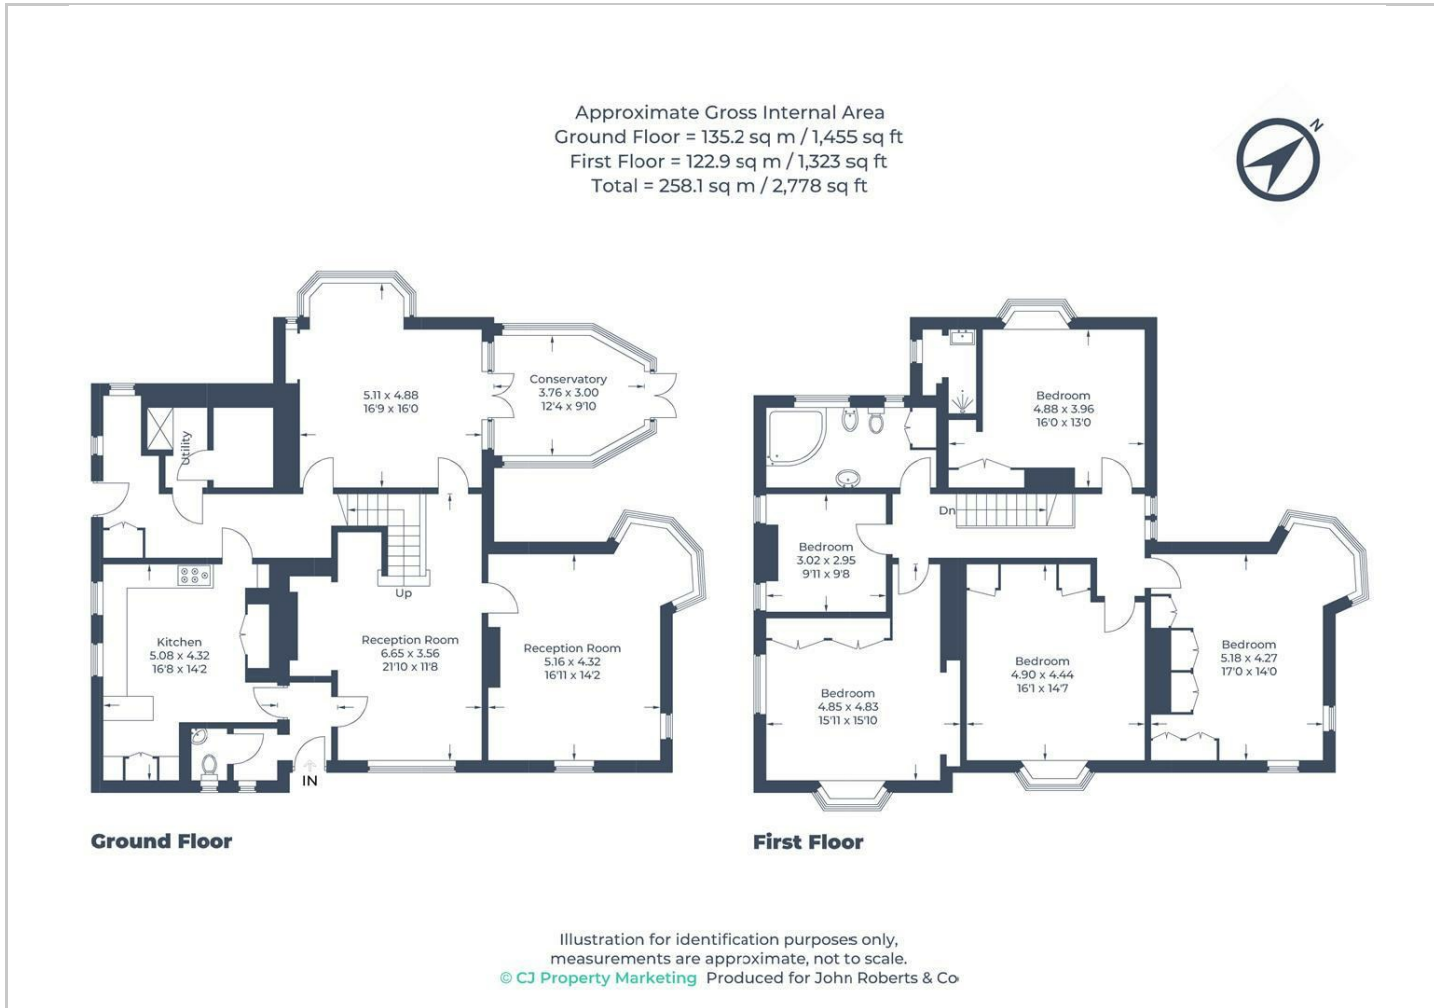 Approximate Gross Internal Area
Ground Floor = 135.2 sq m / 1,455 sq ft
First Floor = 122.9 sq m / 1,323 sq ft
Total = 258.1 sq m / 2,778 sq ft
N
5.11 x 4.88
16'9 x 16'0
Conservatory
3.76 x 3.00
12'4 x 9'10
Utility
Up
Kitchen
5.08 x 4.32
16'8 x 14'2
Reception Room
6.65 x 3.56
21'10 x 11'8
Reception Room
5.16 x 4.32
16'11 x 14'2
IN
Ground Floor
Bedroom
4.88 x 3.96
16'0 x 13'0
Dn
Bedroom
3.02 x 2.95
9'11 x 9'8
Bedroom
4.85 x 4.83
15'11 x 15'10
Bedroom
4.90 x 4.44
16'1 x 14'7
Bedroom
5.18 x 4.27
17'0 x 14'0
First Floor
Illustration for identification purposes only,
measurements are approximate, not to scale.
© CJ Property Marketing Produced for John Roberts & Co